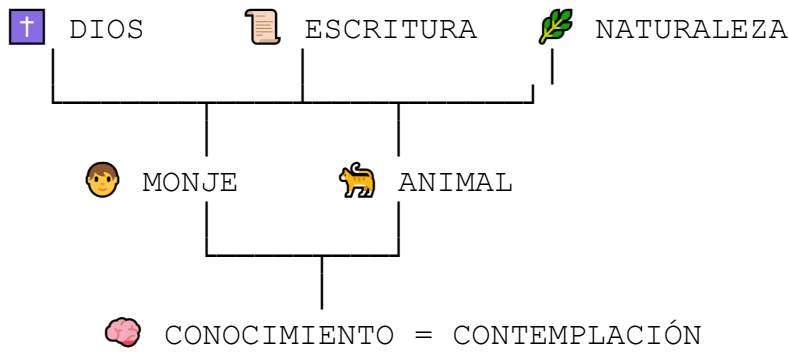 ✝ DIOS 📜 ESCRITURA 🌿 NATURALEZA
MONJE ANIMAL
CONOCIMIENTO = CONTEMPLACIÓN